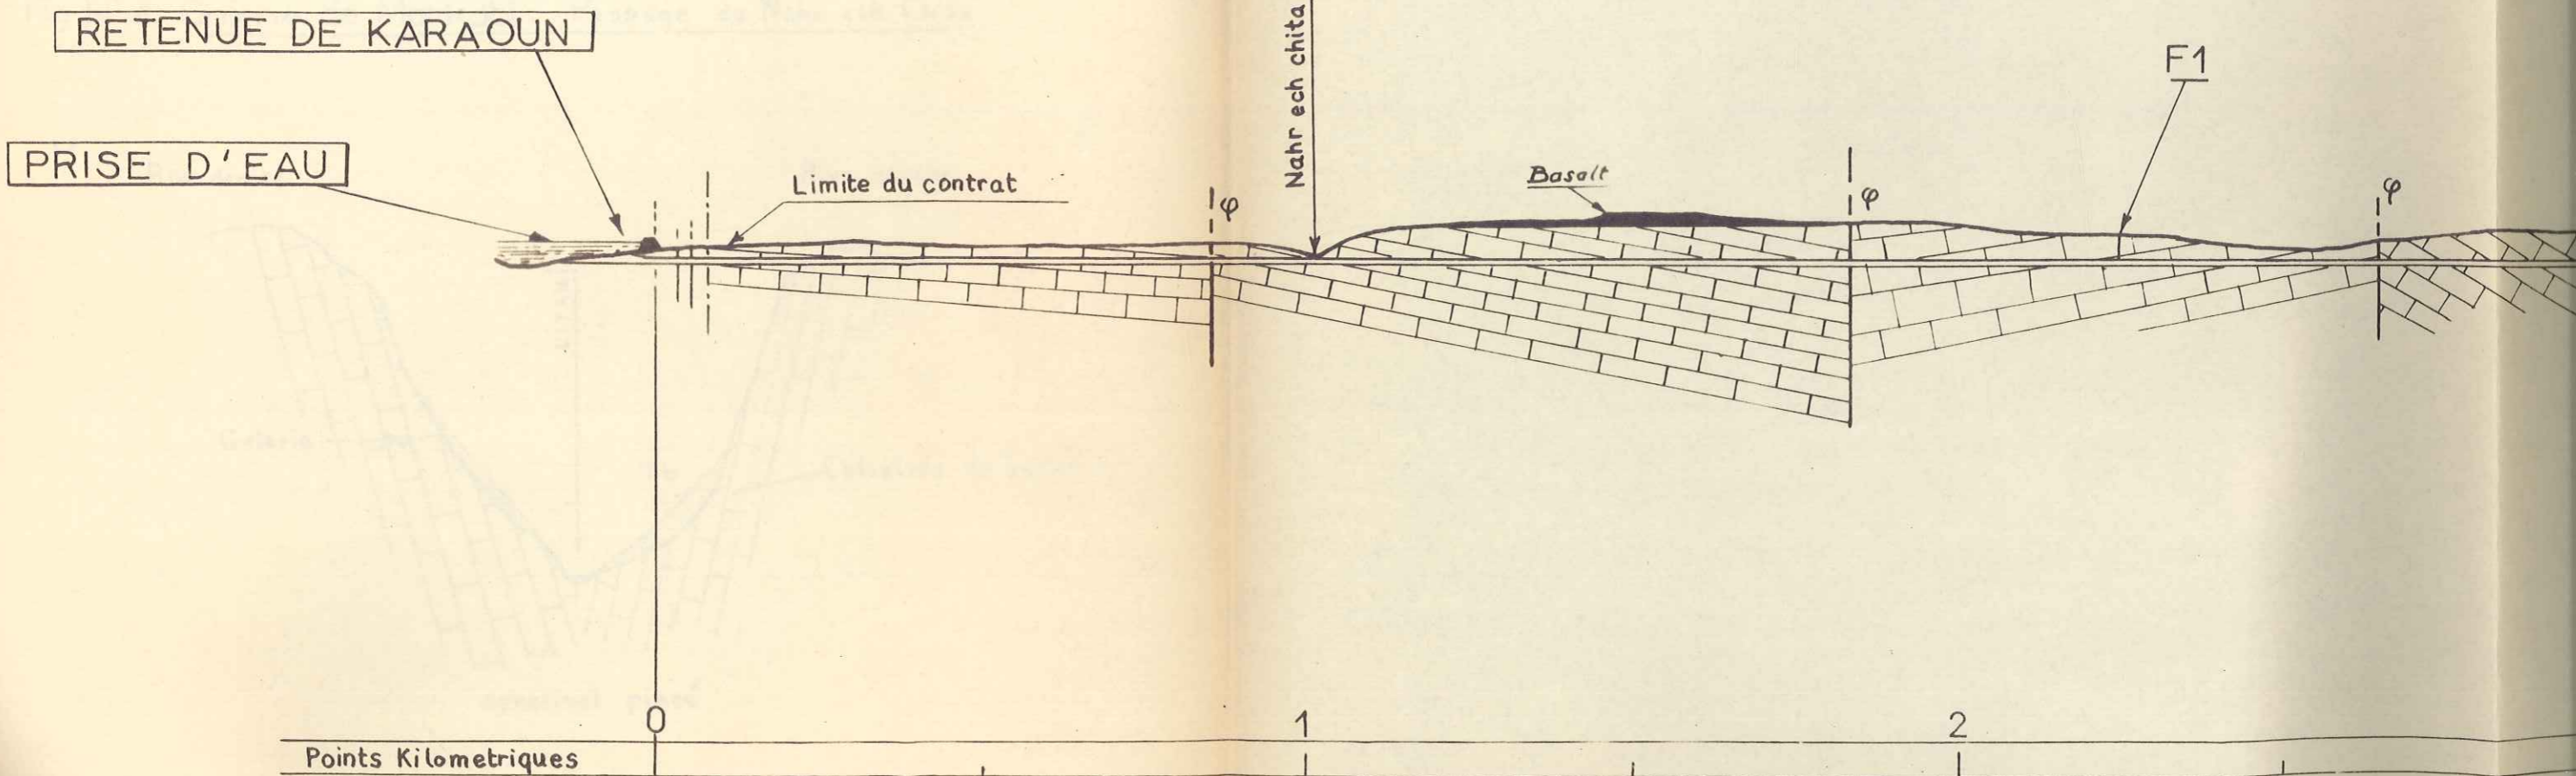 RETENUE DE KARAOUN
PRISE D'EAU
Limite du contrat
φ
Nahr ech chita
Basalt
φ
F1
φ
0
1
2
Points Kilometriques